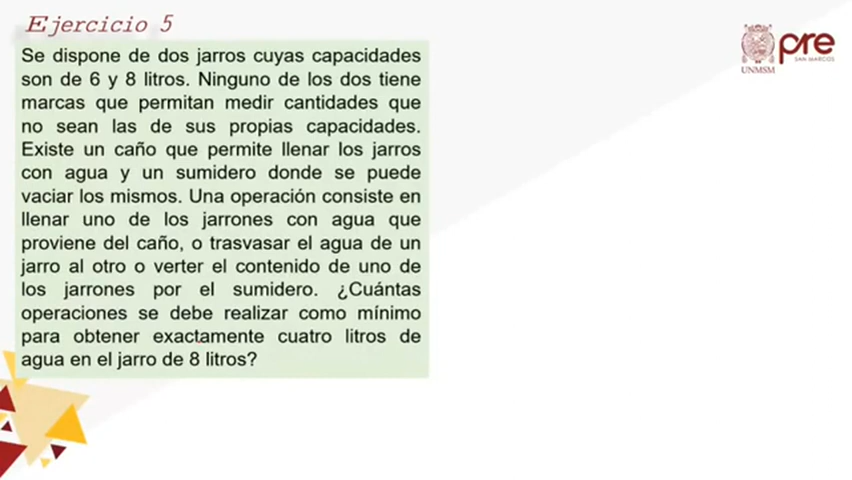 Ejercicio 5
Se dispone de dos jarros cuyas capacidades
son de 6 y 8 litros. Ninguno de los dos tiene
marcas que permitan medir cantidades que
no sean las de sus propias capacidades.
Existe un caño que permite llenar los jarros
con agua y un sumidero donde se puede
vaciar los mismos. Una operación consiste en
llenar uno de los jarrones con agua que
proviene del caño, o trasvasar el agua de un
jarro al otro o verter el contenido de uno de
los jarrones por el sumidero. ¿Cuántas
operaciones se debe realizar como mínimo
para obtener exactamente cuatro litros de
agua en el jarro de 8 litros?
pre
SAN MARCOS
UNMSM